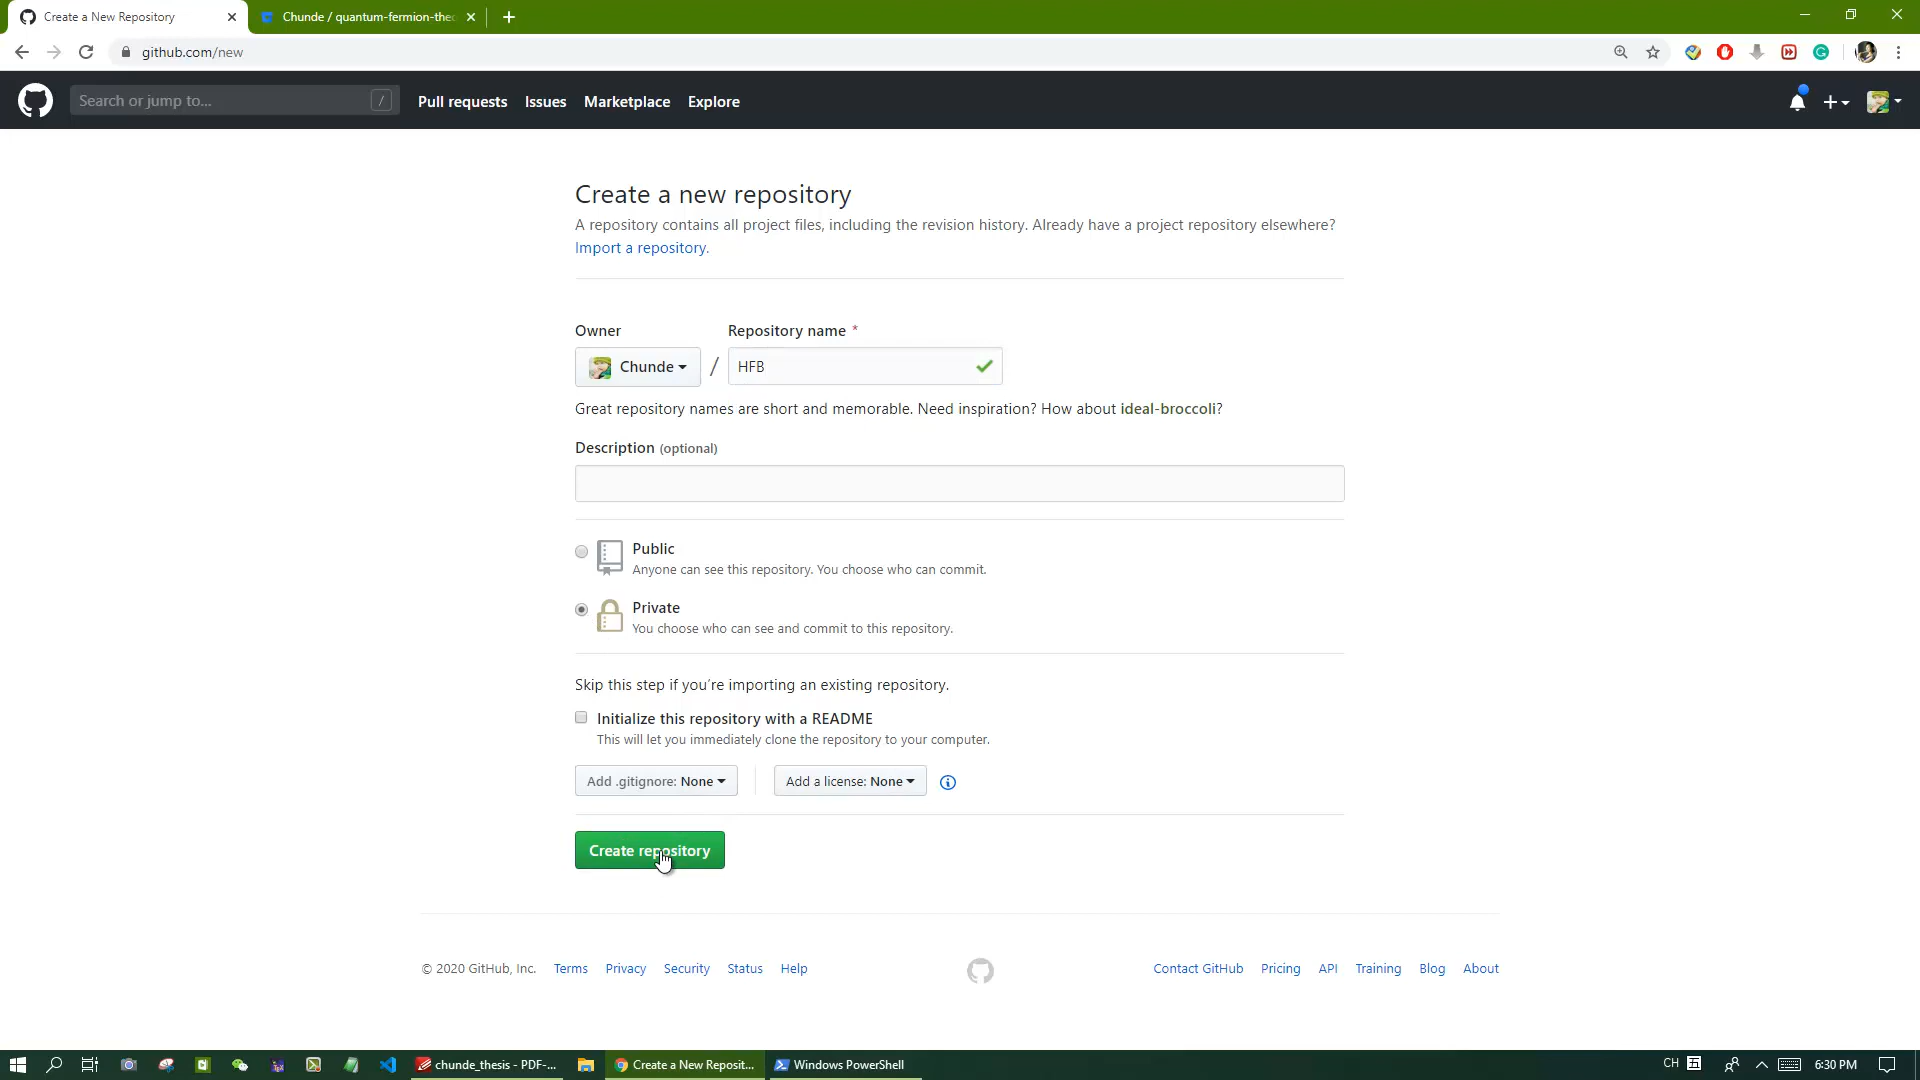 Create a New Repository
Chunde / quantum-fermion-theo
github.com/new
Search or jump to... /
Pull requests Issues Marketplace Explore
Create a new repository
A repository contains all project files, including the revision history. Already have a project repository elsewhere?
Import a repository.
Owner Repository name *
Chunde / HFB
Great repository names are short and memorable. Need inspiration? How about ideal-broccoli?
Description (optional)
Public
Anyone can see this repository. You choose who can commit.
Private
You choose who can see and commit to this repository.
Skip this step if you’re importing an existing repository.
Initialize this repository with a README
This will let you immediately clone the repository to your computer.
Add .gitignore: None Add a license: None
Create repository
© 2020 GitHub, Inc. Terms Privacy Security Status Help Contact GitHub Pricing API Training Blog About
chunde_thesis - PDF-... Create a New Reposit... Windows PowerShell CH 五 6:30 PM